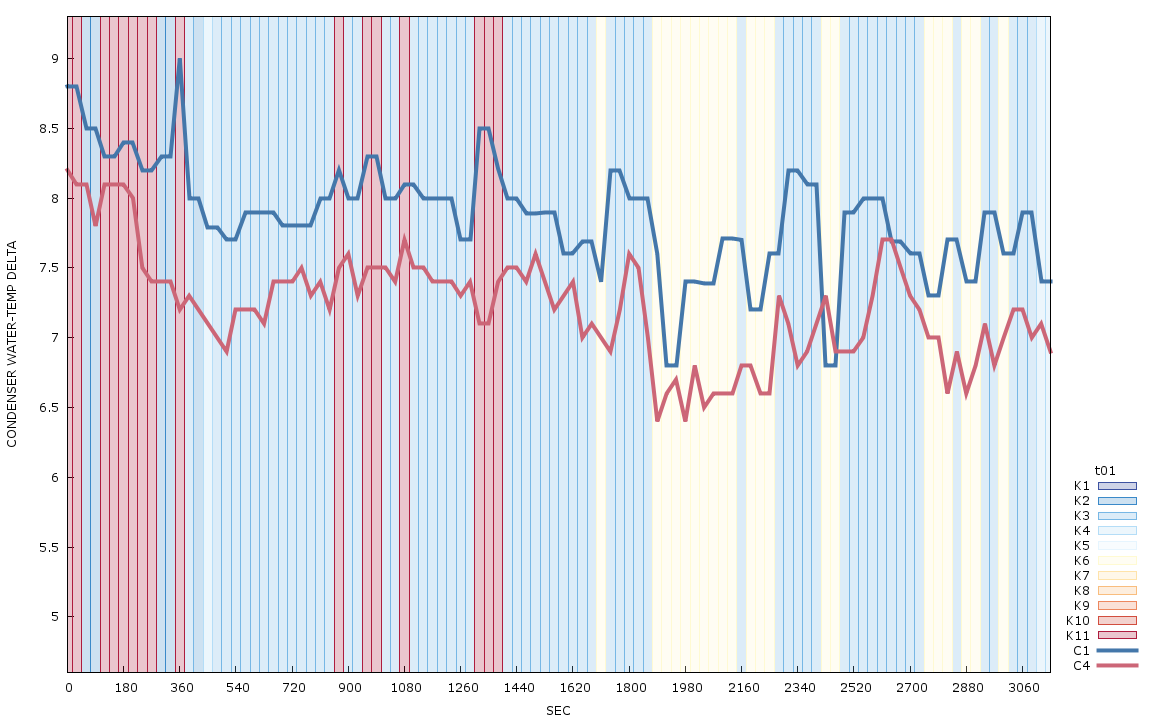 9
8.5
8
7.5
7
6.5
6
5.5
5
CONDENSER WATER-TEMP DELTA
0 180 360 540 720 900 1080 1260 1440 1620 1800 1980 2160 2340 2520 2700 2880 3060
SEC
t01
K1
K2
K3
K4
K5
K6
K7
K8
K9
K10
K11
C1
C4